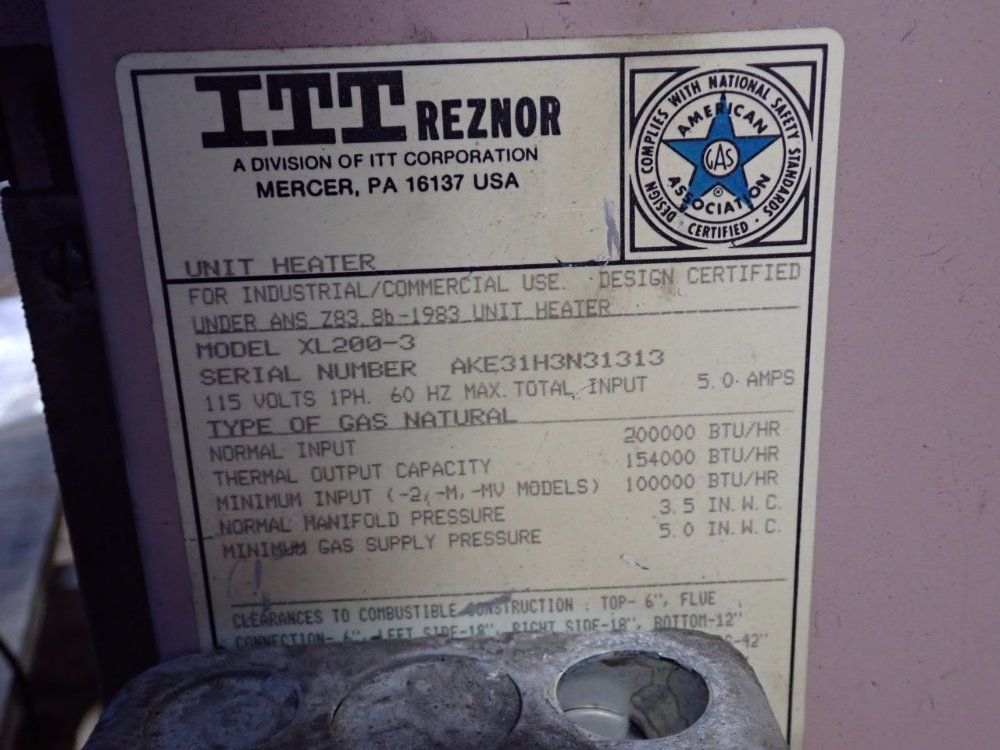 ITT REZNOR
A DIVISION OF ITT CORPORATION
MERCER, PA 16137 USA
DESIGN COMPLIES WITH NATIONAL SAFETY STANDARDS
· CERTIFIED ·
AMERICAN
GAS
®
ASSOCIATION
UNIT HEATER
FOR INDUSTRIAL/COMMERCIAL USE. DESIGN CERTIFIED
UNDER ANS Z83.8b-1983 UNIT HEATER
MODEL XL200-3
SERIAL NUMBER AKE31H3N31313
115 VOLTS 1PH. 60 HZ MAX. TOTAL INPUT 5.0 AMPS
TYPE OF GAS NATURAL
NORMAL INPUT 200000 BTU/HR
THERMAL OUTPUT CAPACITY 154000 BTU/HR
MINIMUM INPUT (-2,-M,-MV MODELS) 100000 BTU/HR
NORMAL MANIFOLD PRESSURE 3.5 IN.W.C.
MINIMUM GAS SUPPLY PRESSURE 5.0 IN.W.C.
CLEARANCES TO COMBUSTIBLE CONSTRUCTION : TOP- 6", FLUE
CONNECTION- 6", LEFT SIDE-18", RIGHT SIDE-18", BOTTOM-12"
-42"